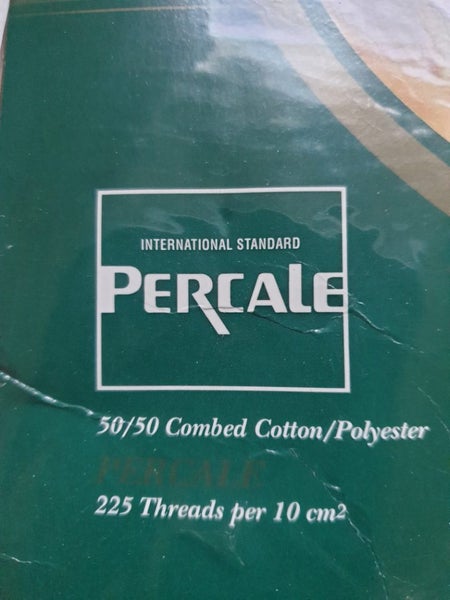 INTERNATIONAL STANDARD
PERCALE
50/50 Combed Cotton/Polyester
PERCALE
225 Threads per 10 cm2